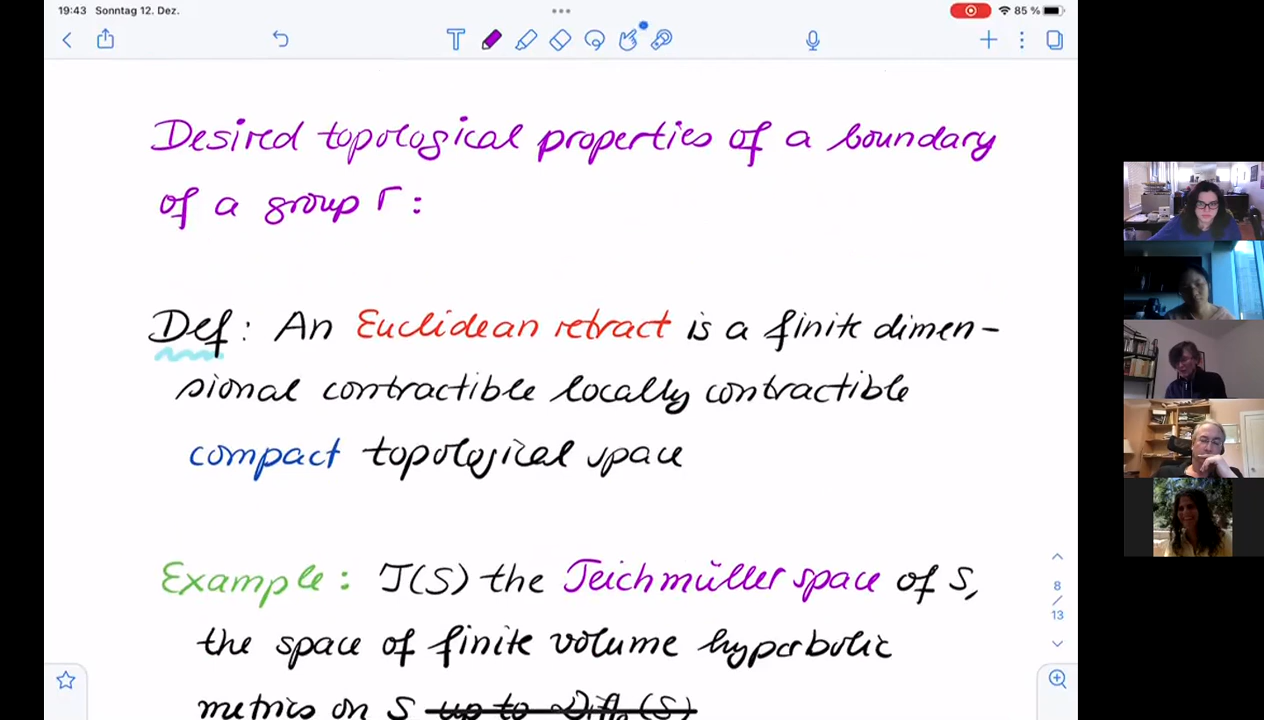 19:43 Sonntag 12. Dez.
85 %
Desired topological properties of a boundary
of a group Γ:
Def: An Euclidean retract is a finite dimen-
sional contractible locally contractible
compact topological space
Example: T(S) the Teichmüller space of S,
the space of finite volume hyperbolic
metrics on S up to Diff₀(S)
8
/
13